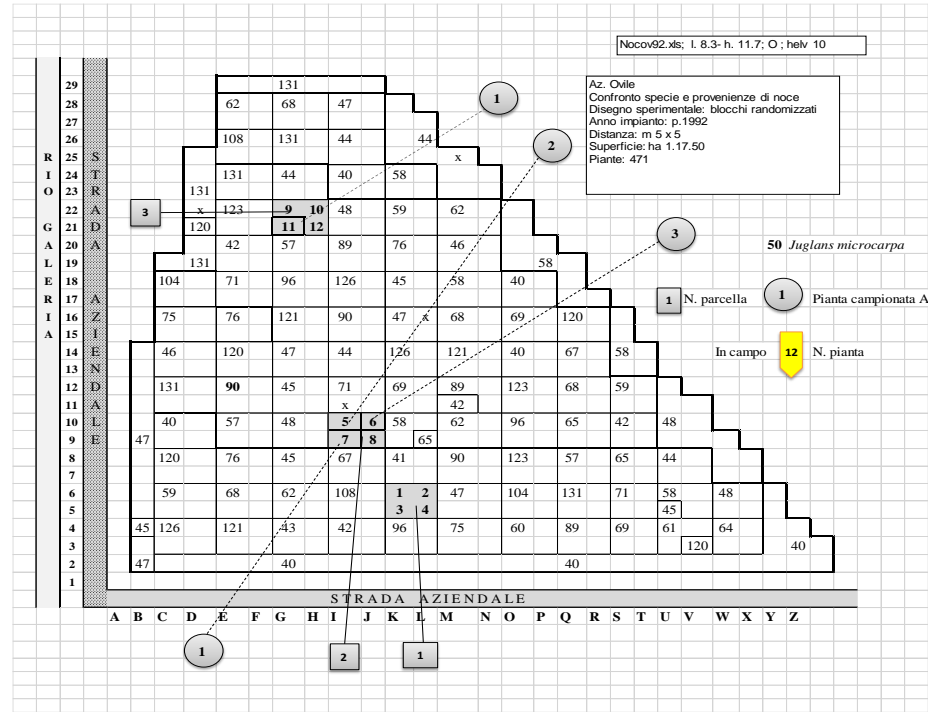 Nocov92.xls; l. 8.3- h. 11.7; O ; helv 10
Az. Ovile
Confronto specie e provenienze di noce
Disegno sperimentale: blocchi randomizzati
Anno impianto: p.1992
Distanza: m 5 x 5
Superficie: ha 1.17.50
Piante: 471
RIO GALERIA
STRADA AZIENDALE
29 131
28 62 68 47
1
27
26 108 131 44 44
2
25 x
24 131 44 40 58
23 131
22 x 123 9 10 48 59 62
3
21 120 11 12
3
20 42 57 89 76 46
50 Juglans microcarpa
19 131 58
18 104 71 96 126 45 58 40
17
1 N. parcella 1 Pianta campionata A
16 75 76 121 90 47 x 68 69 120
15
14 46 120 47 44 126 121 40 67 58
In campo 12 N. pianta
13
12 131 90 45 71 69 89 123 68 59
11 x 42
10 40 57 48 5 6 58 62 96 65 42 48
9 47 7 8 65
8 120 76 45 67 41 90 123 57 65 44
7
6 59 68 62 108 1 2 47 104 131 71 58 48
5 3 4 45
4 45 126 121 43 42 96 75 60 89 69 61 64
3 120 40
2 47 40 40
1
STRADA AZIENDALE
A B C D E F G H I J K L M N O P Q R S T U V W X Y Z
1 2 1